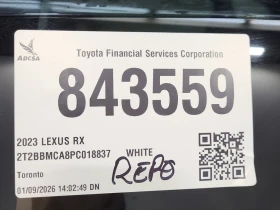 ADESA
Toyota Financial Services Corporation
843559
2023 LEXUS RX
2T2BBMCA8PC018837 WHITE
Toronto
REPO
01/09/2026 14:02:49 DN